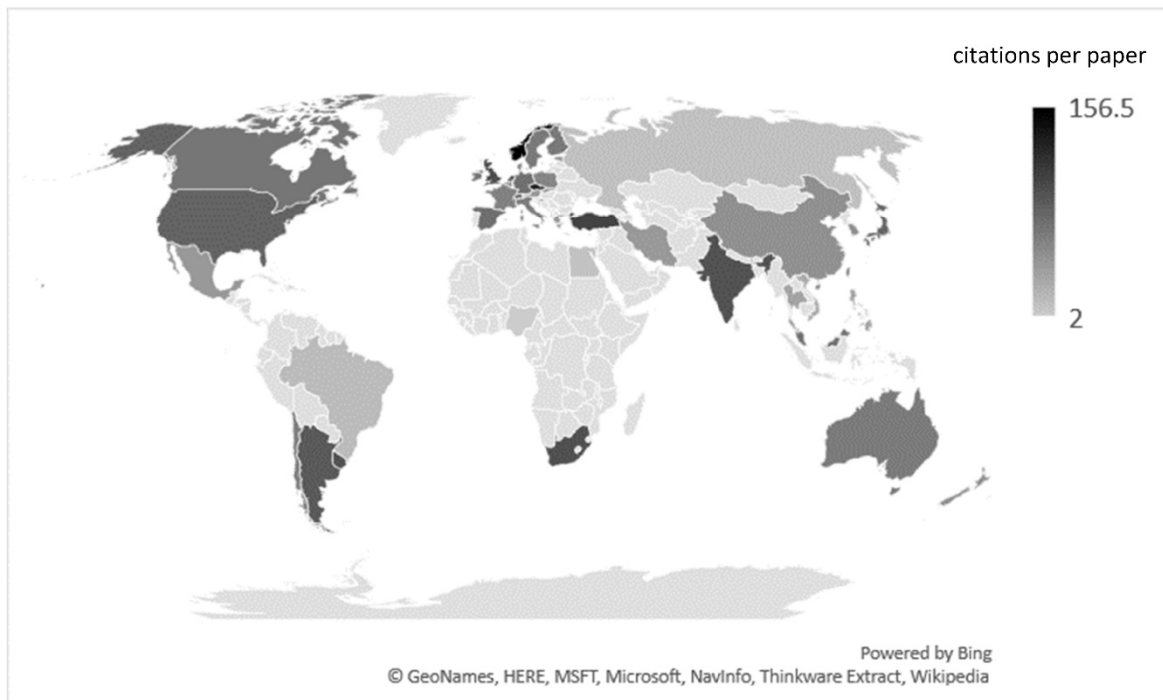 citations per paper
156.5
2
Powered by Bing
© GeoNames, HERE, MSFT, Microsoft, NavInfo, Thinkware Extract, Wikipedia